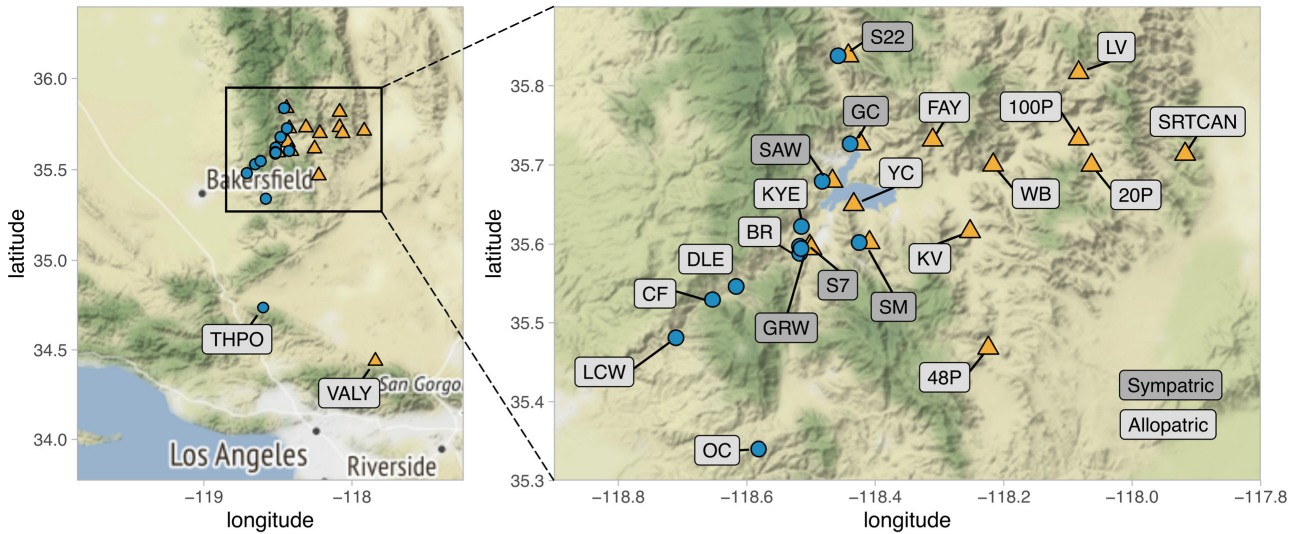 36.0
35.5
35.0
34.5
34.0
latitude
Bakersfield
THPO
VALY
San Gorgo
Los Angeles
Riverside
−119
−118
longitude
35.8
35.7
35.6
35.5
35.4
35.3
latitude
S22
LV
GC
FAY
100P
SRTCAN
SAW
YC
KYE
WB
20P
BR
DLE
KV
S7
CF
SM
GRW
LCW
48P
Sympatric
Allopatric
OC
−118.8
−118.6
−118.4
−118.2
−118.0
−117.8
longitude